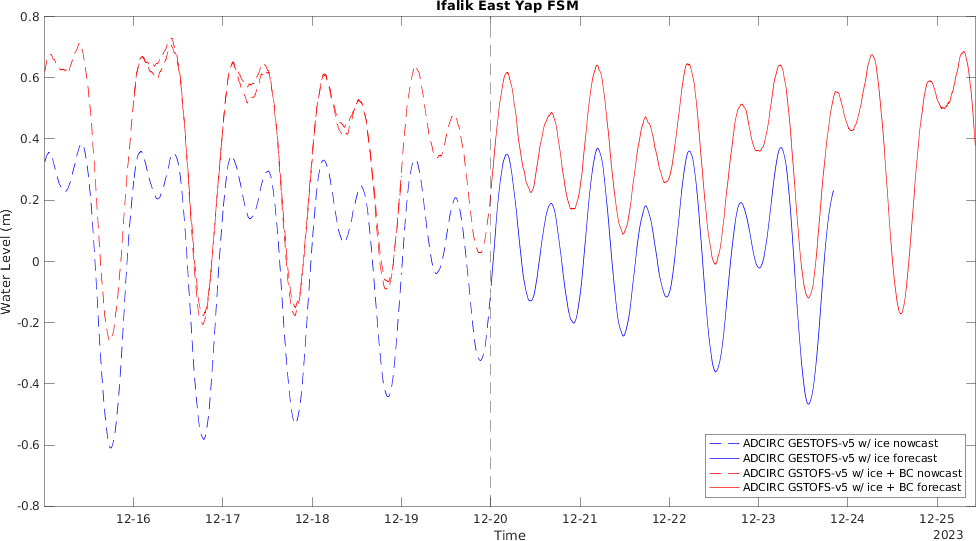 Ifalik East Yap FSM
0.8
0.6
0.4
0.2
0
-0.2
-0.4
-0.6
-0.8
Water Level (m)
ADCIRC GESTOFS-v5 w/ ice nowcast
ADCIRC GESTOFS-v5 w/ ice forecast
ADCIRC GSTOFS-v5 w/ ice + BC nowcast
ADCIRC GSTOFS-v5 w/ ice + BC forecast
12-16 12-17 12-18 12-19 12-20 12-21 12-22 12-23 12-24 12-25
Time
2023